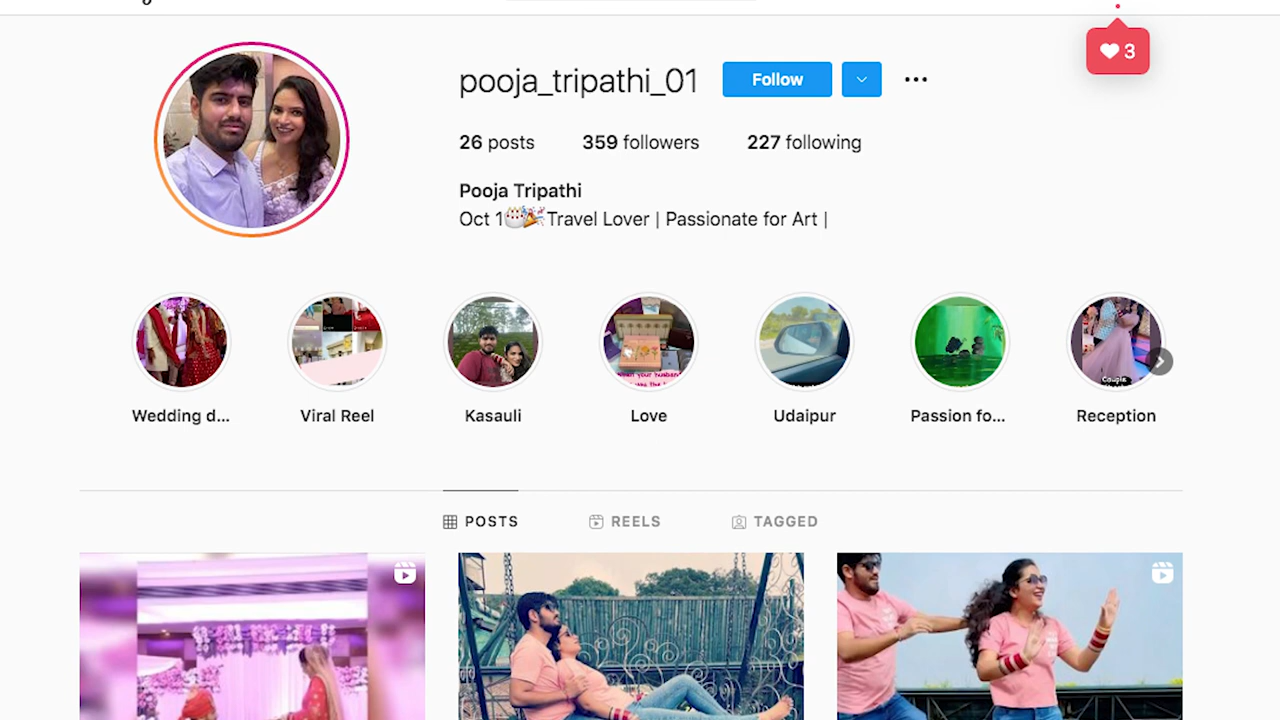 3
pooja_tripathi_01 Follow
26 posts 359 followers 227 following
Pooja Tripathi
Oct 1🎂🎉Travel Lover | Passionate for Art |
Wedding d... Viral Reel Kasauli Love Udaipur Passion fo... Reception
POSTS REELS TAGGED